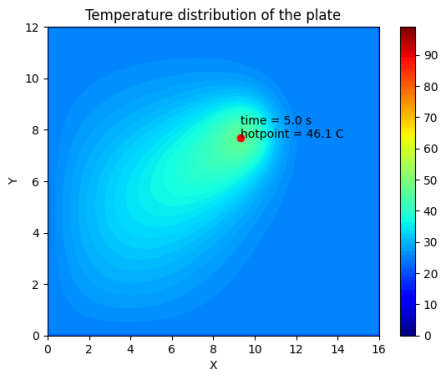 Temperature distribution of the plate
12
10
8
6
4
2
0
Y
time = 5.0 s
hotpoint = 46.1 C
0 2 4 6 8 10 12 14 16
X
90
80
70
60
50
40
30
20
10
0